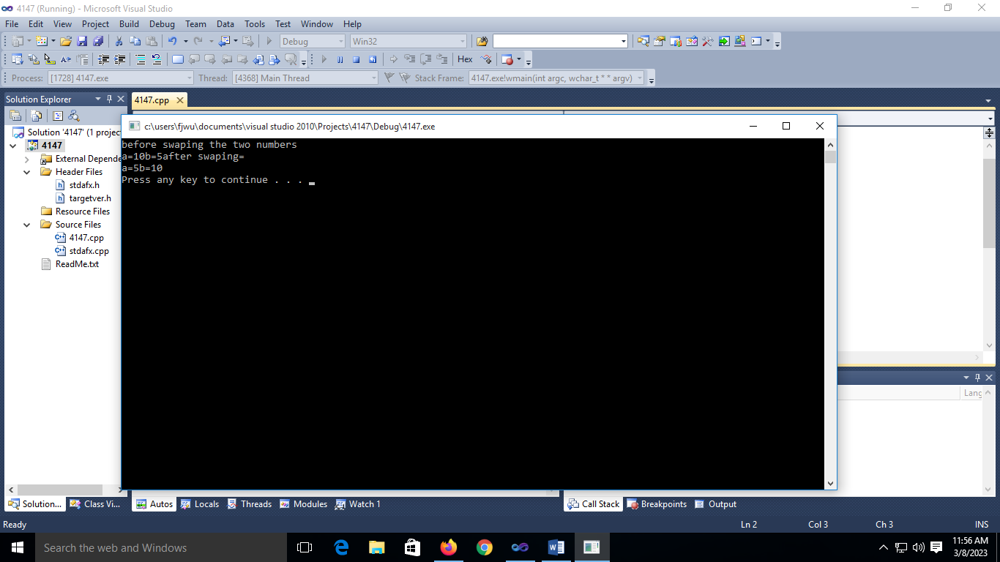 4147 (Running) - Microsoft Visual Studio
File Edit View Project Build Debug Team Data Tools Test Window Help
Debug Win32
Hex
Process: [1728] 4147.exe Thread: [4368] Main Thread Stack Frame: 4147.exe!wmain(int argc, wchar_t * * argv)
Solution Explorer
4147.cpp
Solution '4147' (1 projec
4147
External Depende
Header Files
stdafx.h
targetver.h
Resource Files
Source Files
4147.cpp
stdafx.cpp
ReadMe.txt
c:\users\fjwu\documents\visual studio 2010\Projects\4147\Debug\4147.exe
before swaping the two numbers
a=10b=5after swaping=
a=5b=10
Press any key to continue . . .
Lang
Solution... Class Vi... Autos Locals Threads Modules Watch 1 Call Stack Breakpoints Output
Ready Ln 2 Col 3 Ch 3 INS
Search the web and Windows
11:56 AM
3/8/2023